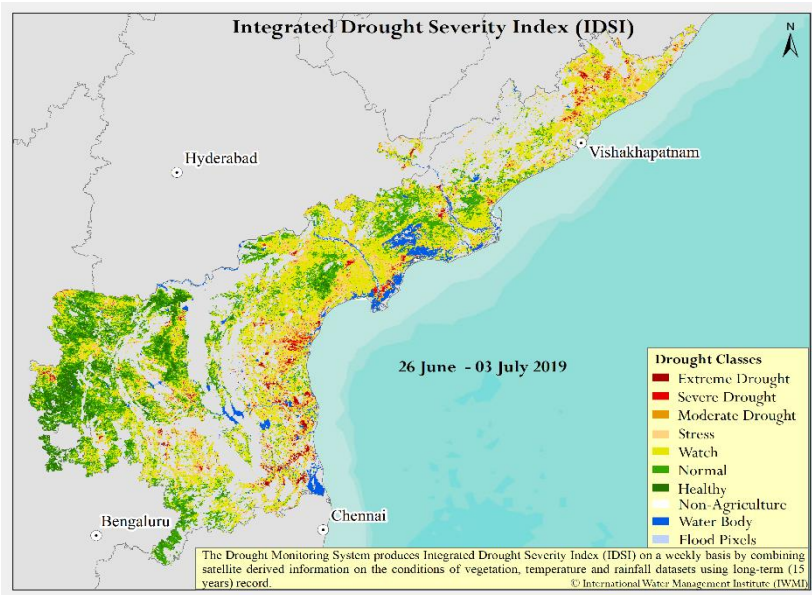 Integrated Drought Severity Index (IDSI)
N
Hyderabad
Vishakhapatnam
26 June - 03 July 2019
Drought Classes
Extreme Drought
Severe Drought
Moderate Drought
Stress
Watch
Normal
Healthy
Non-Agriculture
Water Body
Flood Pixels
Bengaluru
Chennai
The Drought Monitoring System produces Integrated Drought Severity Index (IDSI) on a weekly basis by combining
satellite derived information on the conditions of vegetation, temperature and rainfall datasets using long-term (15
years) record.
© International Water Management Institute (IWMI)